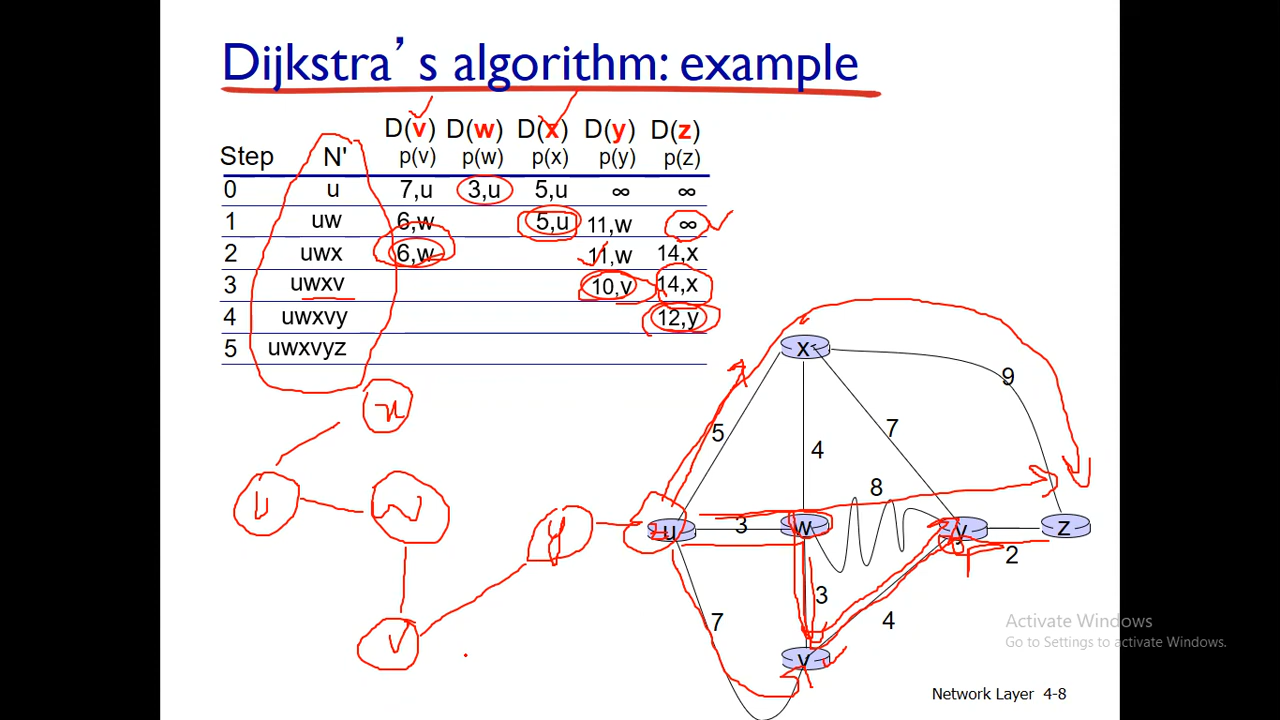 Dijkstra's algorithm: example
D(v) D(w) D(x) D(y) D(z)
Step N' p(v) p(w) p(x) p(y) p(z)
0 u 7,u 3,u 5,u ∞ ∞
1 uw 6,w 5,u 11,w ∞
2 uwx 6,w 11,w 14,x
3 uwxv 10,v 14,x
4 uwxvy 12,y
5 uwxvyz
x
9
5
7
4
8
u
3
w
y
z
2
3
4
7
v
x
u
w
y
v
Activate Windows
Go to Settings to activate Windows.
Network Layer 4-8